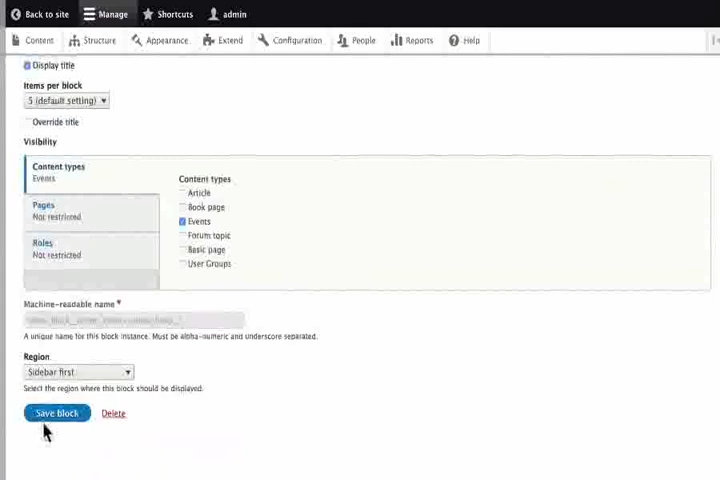 Back to site Manage Shortcuts admin
Content Structure Appearance Extend Configuration People Reports Help
Display title
Items per block
5 (default setting)
Override title
Visibility
Content types
Events
Pages
Not restricted
Roles
Not restricted
Content types
Article
Book page
Events
Forum topic
Basic page
User Groups
Machine-readable name *
A unique name for this block instance. Must be alpha-numeric and underscore separated.
Region
Sidebar first
Select the region where this block should be displayed.
Save block Delete